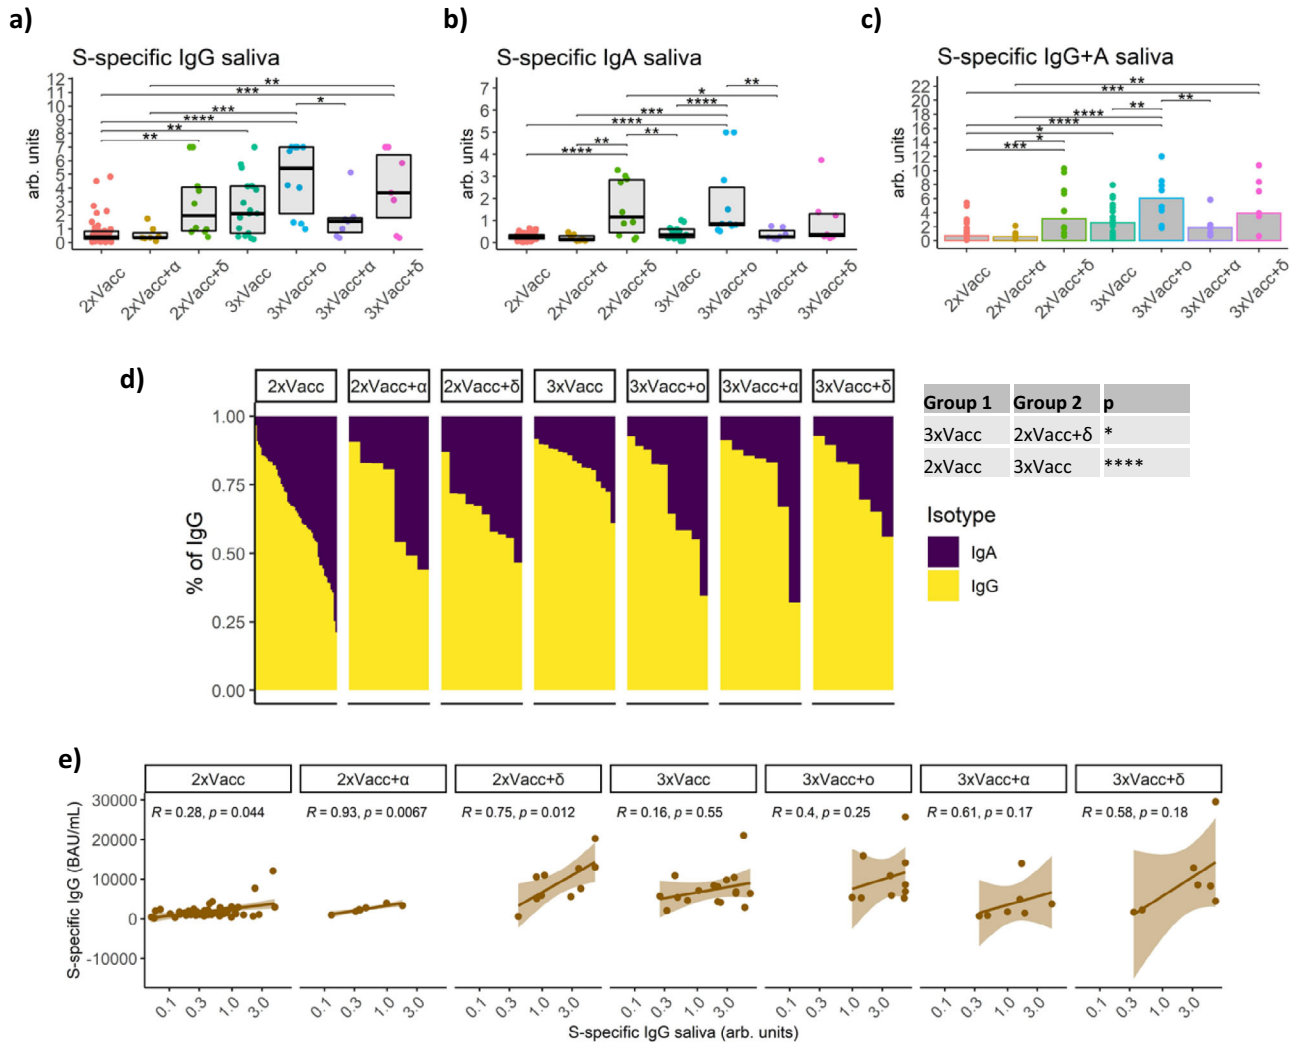 a)
S-specific IgG saliva
arb. units
12
11
10
9
8
7
6
5
4
3
2
1
0
**
***
***
*
****
**
**
2xVacc
2xVacc+α
2xVacc+δ
3xVacc
3xVacc+o
3xVacc+α
3xVacc+δ
b)
S-specific IgA saliva
arb. units
7
6
5
4
3
2
1
0
**
*
****
***
****
**
**
****
2xVacc
2xVacc+α
2xVacc+δ
3xVacc
3xVacc+o
3xVacc+α
3xVacc+δ
c)
S-specific IgG+A saliva
arb. units
22
20
18
16
14
12
10
8
6
4
2
0
**
***
**
**
****
****
*
*
***
2xVacc
2xVacc+α
2xVacc+δ
3xVacc
3xVacc+o
3xVacc+α
3xVacc+δ
d)
2xVacc 2xVacc+α 2xVacc+δ 3xVacc 3xVacc+o 3xVacc+α 3xVacc+δ
% of IgG
1.00
0.75
0.50
0.25
0.00
Group 1 Group 2 p
3xVacc 2xVacc+δ *
2xVacc 3xVacc ****
Isotype
IgA
IgG
e)
2xVacc 2xVacc+α 2xVacc+δ 3xVacc 3xVacc+o 3xVacc+α 3xVacc+δ
R = 0.28, p = 0.044 R = 0.93, p = 0.0067 R = 0.75, p = 0.012 R = 0.16, p = 0.55 R = 0.4, p = 0.25 R = 0.61, p = 0.17 R = 0.58, p = 0.18
S-specific IgG (BAU/mL)
30000
20000
10000
0
-10000
0.1 0.3 1.0 3.0 0.1 0.3 1.0 3.0 0.1 0.3 1.0 3.0 0.1 0.3 1.0 3.0 0.1 0.3 1.0 3.0 0.1 0.3 1.0 3.0 0.1 0.3 1.0 3.0
S-specific IgG saliva (arb. units)